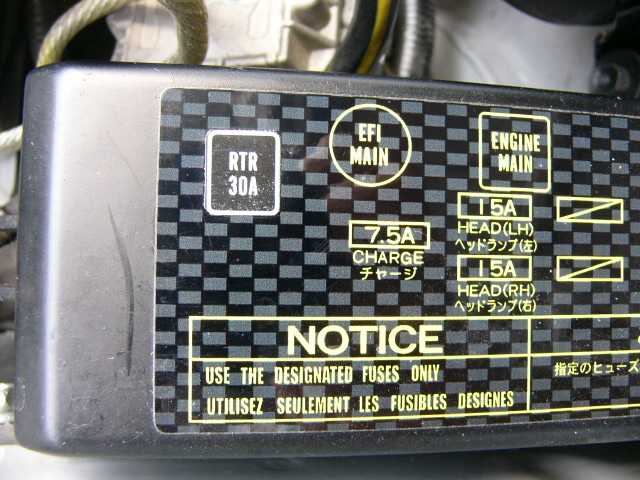 RTR
30A
EFI
MAIN
ENGINE
MAIN
7.5A
CHARGE
チャージ
15A
HEAD(LH)
ヘッドランプ(左)
15A
HEAD(RH)
ヘッドランプ(右)
NOTICE
USE THE DESIGNATED FUSES ONLY
UTILISEZ SEULEMENT LES FUSIBLES DESIGNES
指定のヒューズ